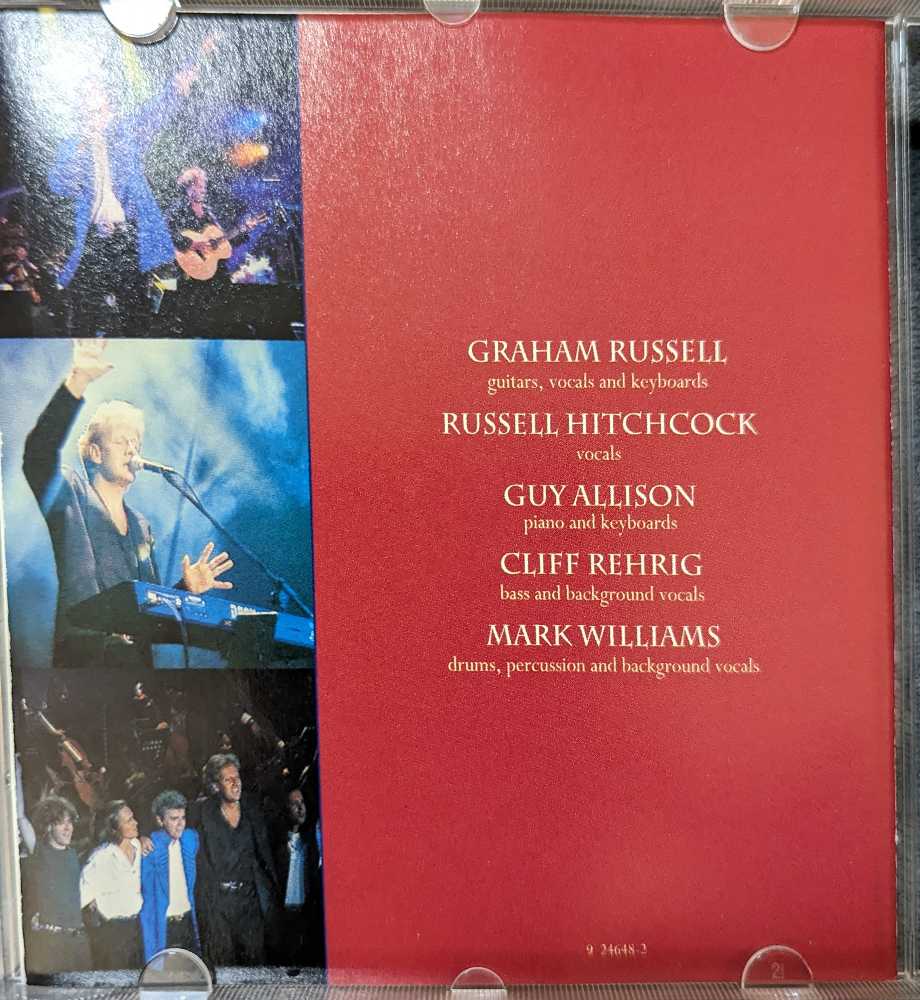 GRAHAM RUSSELL
guitars, vocals and keyboards
RUSSELL HITCHCOCK
vocals
GUY ALLISON
piano and keyboards
CLIFF REHRIG
bass and background vocals
MARK WILLIAMS
drums, percussion and background vocals
9 24648-2